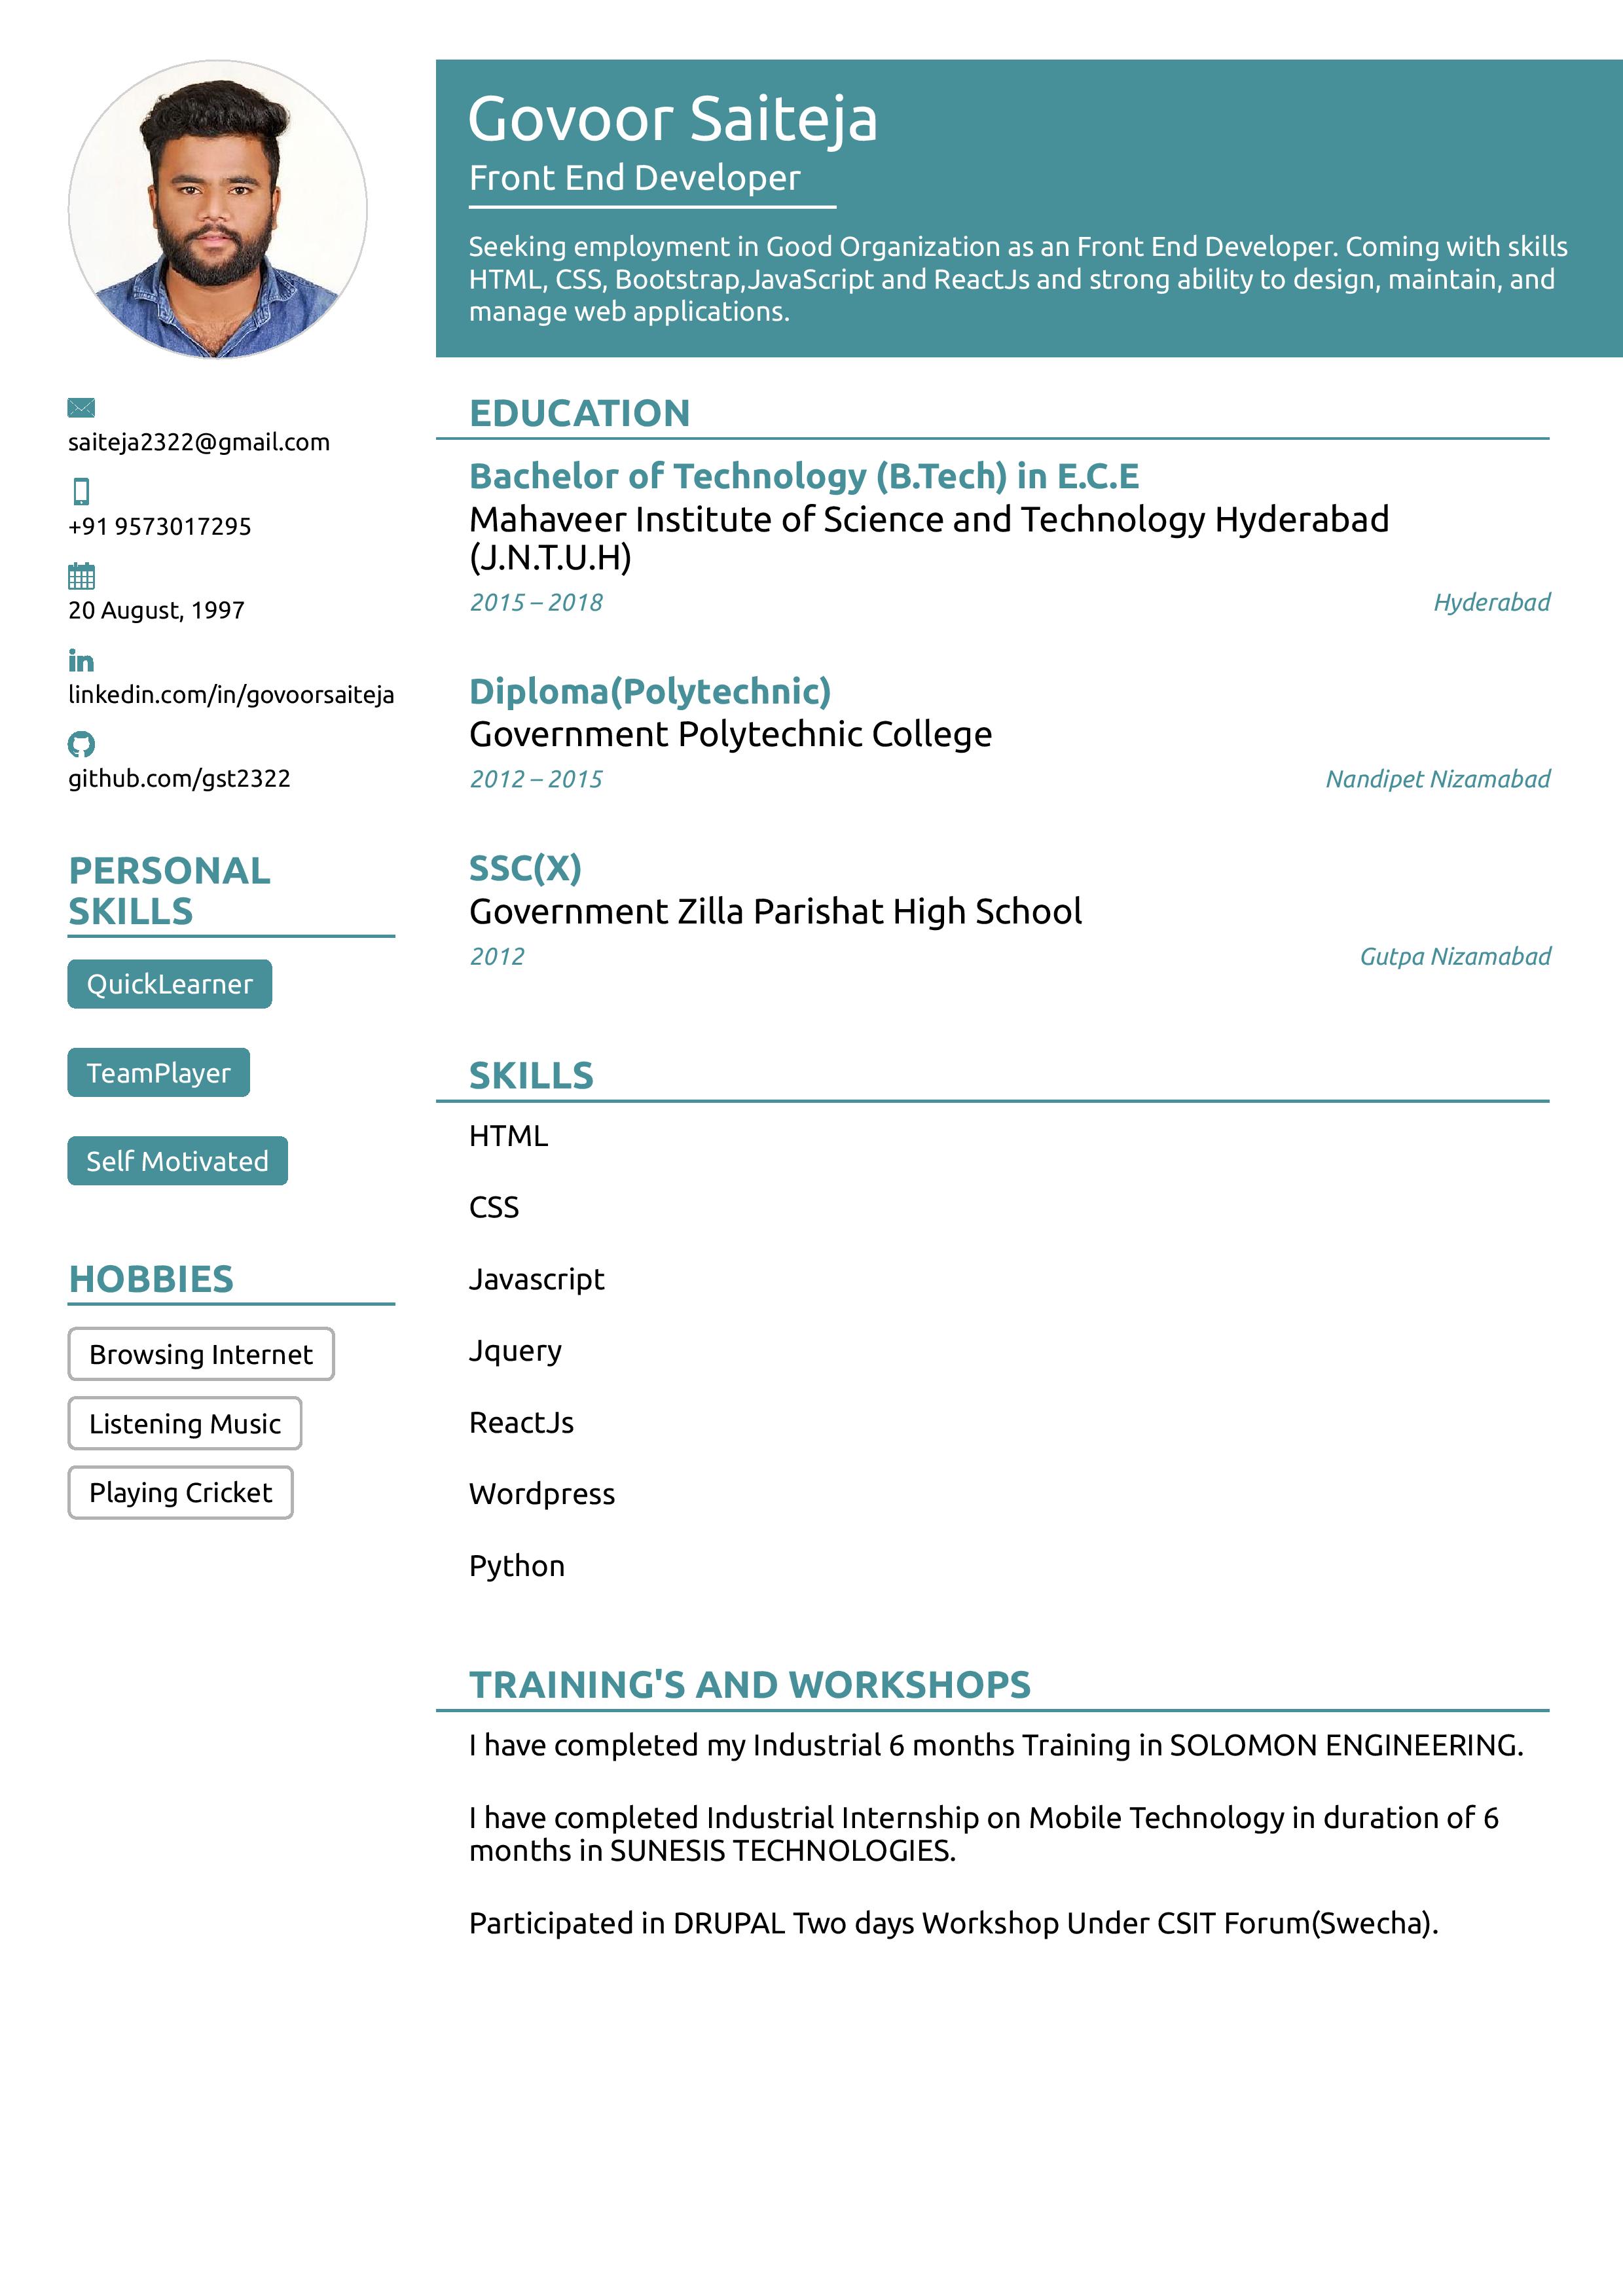 Govoor Saiteja
Front End Developer
Seeking employment in Good Organization as an Front End Developer. Coming with skills
HTML, CSS, Bootstrap,JavaScript and ReactJs and strong ability to design, maintain, and
manage web applications.
saiteja2322@gmail.com
+91 9573017295
20 August, 1997
linkedin.com/in/govoorsaiteja
github.com/gst2322
PERSONAL
SKILLS
QuickLearner
TeamPlayer
Self Motivated
HOBBIES
Browsing Internet
Listening Music
Playing Cricket
EDUCATION
Bachelor of Technology (B.Tech) in E.C.E
Mahaveer Institute of Science and Technology Hyderabad
(J.N.T.U.H)
2015 – 2018 Hyderabad
Diploma(Polytechnic)
Government Polytechnic College
2012 – 2015 Nandipet Nizamabad
SSC(X)
Government Zilla Parishat High School
2012 Gutpa Nizamabad
SKILLS
HTML
CSS
Javascript
Jquery
ReactJs
Wordpress
Python
TRAINING'S AND WORKSHOPS
I have completed my Industrial 6 months Training in SOLOMON ENGINEERING.
I have completed Industrial Internship on Mobile Technology in duration of 6
months in SUNESIS TECHNOLOGIES.
Participated in DRUPAL Two days Workshop Under CSIT Forum(Swecha).